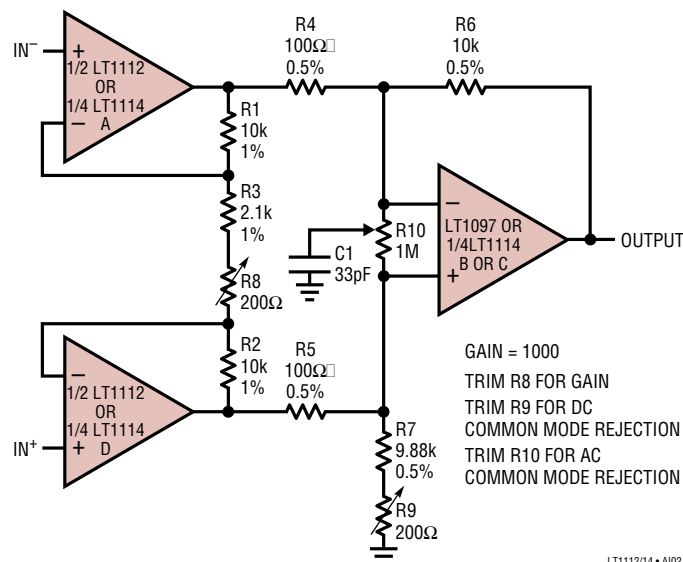 R4
100Ω□
0.5%
R6
10k
0.5%
IN⁻
+
1/2 LT1112
OR
1/4 LT1114
−
A
R1
10k
1%
R3
2.1k
1%
R8
200Ω
C1
33pF
R10
1M
−
LT1097 OR
1/4LT1114
B OR C
+
OUTPUT
R2
10k
1%
R5
100Ω□
0.5%
−
1/2 LT1112
OR
1/4 LT1114
+
D
IN⁺
R7
9.88k
0.5%
R9
200Ω
GAIN = 1000
TRIM R8 FOR GAIN
TRIM R9 FOR DC
COMMON MODE REJECTION
TRIM R10 FOR AC
COMMON MODE REJECTION
LT1112/14 • AI02